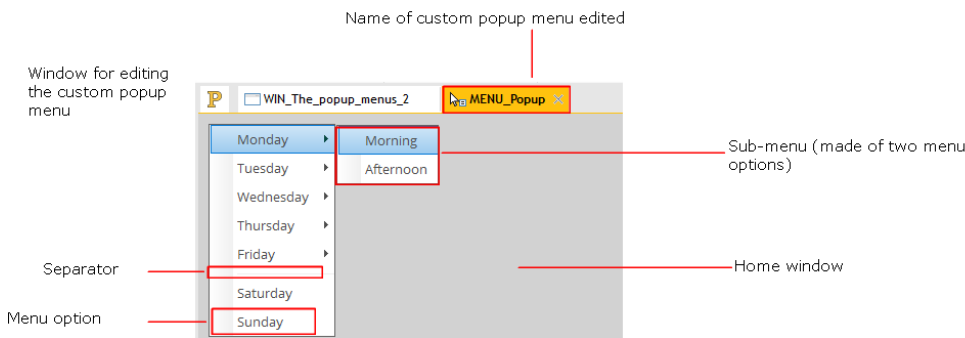 Name of custom popup menu edited
Window for editing
the custom popup
menu
P
WIN_The_popup_menus_2
MENU_Popup
Monday
Morning
Sub-menu (made of two menu
options)
Tuesday
Afternoon
Wednesday
Thursday
Friday
Separator
Home window
Saturday
Menu option
Sunday